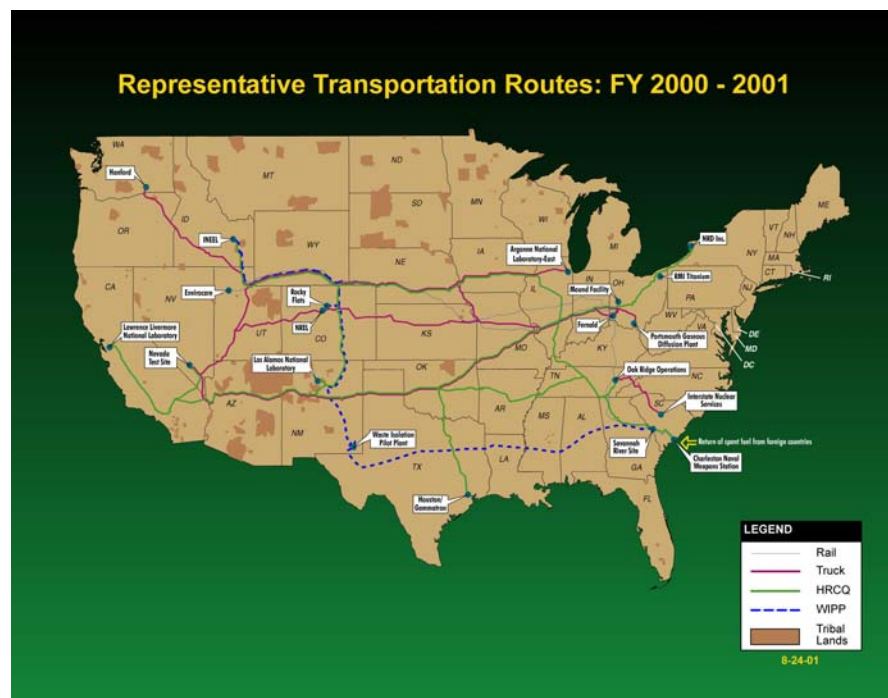 Representative Transportation Routes: FY 2000 - 2001
WA
Hanford
MT
ND
MN
ME
OR
ID
INEEL
WY
SD
WI
MI
VT
NH
NY
MA
CT
RI
NRD Inc.
RMI Titanium
CA
NV
Envirocare
NE
IA
Argonne National
Laboratory-East
IL
IN
OH
Mound Facility
PA
NJ
Rocky
Flats
NREL
Lawrence Livermore
National Laboratory
Nevada
Test Site
UT
CO
KS
MO
Fernald
WV
VA
DE
MD
DC
Portsmouth Gaseous
Diffusion Plant
KY
Los Alamos National
Laboratory
OK
TN
Oak Ridge Operations
NC
AZ
NM
AR
Interstate Nuclear
Services
SC
MS
AL
Waste Isolation
Pilot Plant
Savannah
River Site
Return of spent fuel from foreign countries
Charleston Naval
Weapons Station
TX
LA
GA
FL
Houston/
Gammatron
LEGEND
Rail
Truck
HRCQ
WIPP
Tribal
Lands
8-24-01